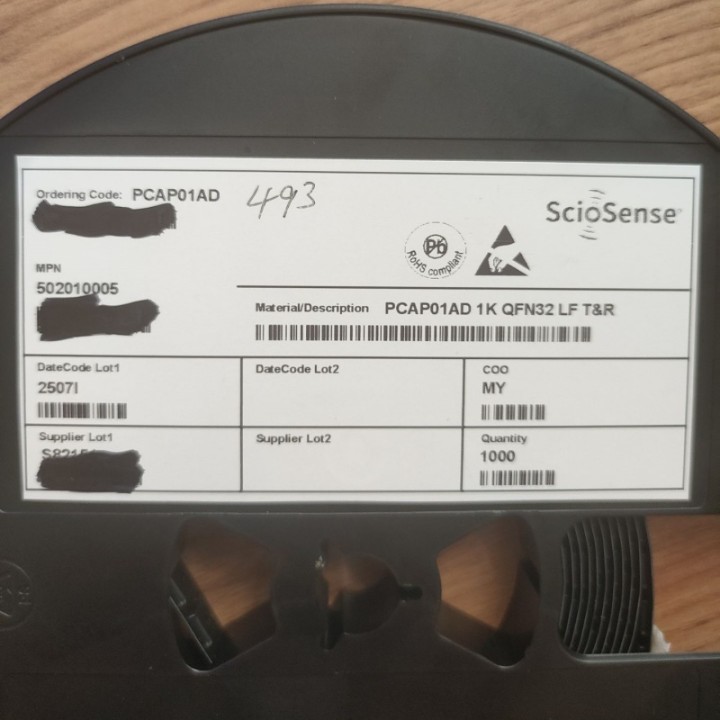 Ordering Code: PCAP01AD
493
ScioSense
Pb
RoHS compliant
MPN
502010005
Material/Description PCAP01AD 1K QFN32 LF T&R
DateCode Lot1
2507I
DateCode Lot2
COO
MY
Supplier Lot1
Supplier Lot2
Quantity
1000